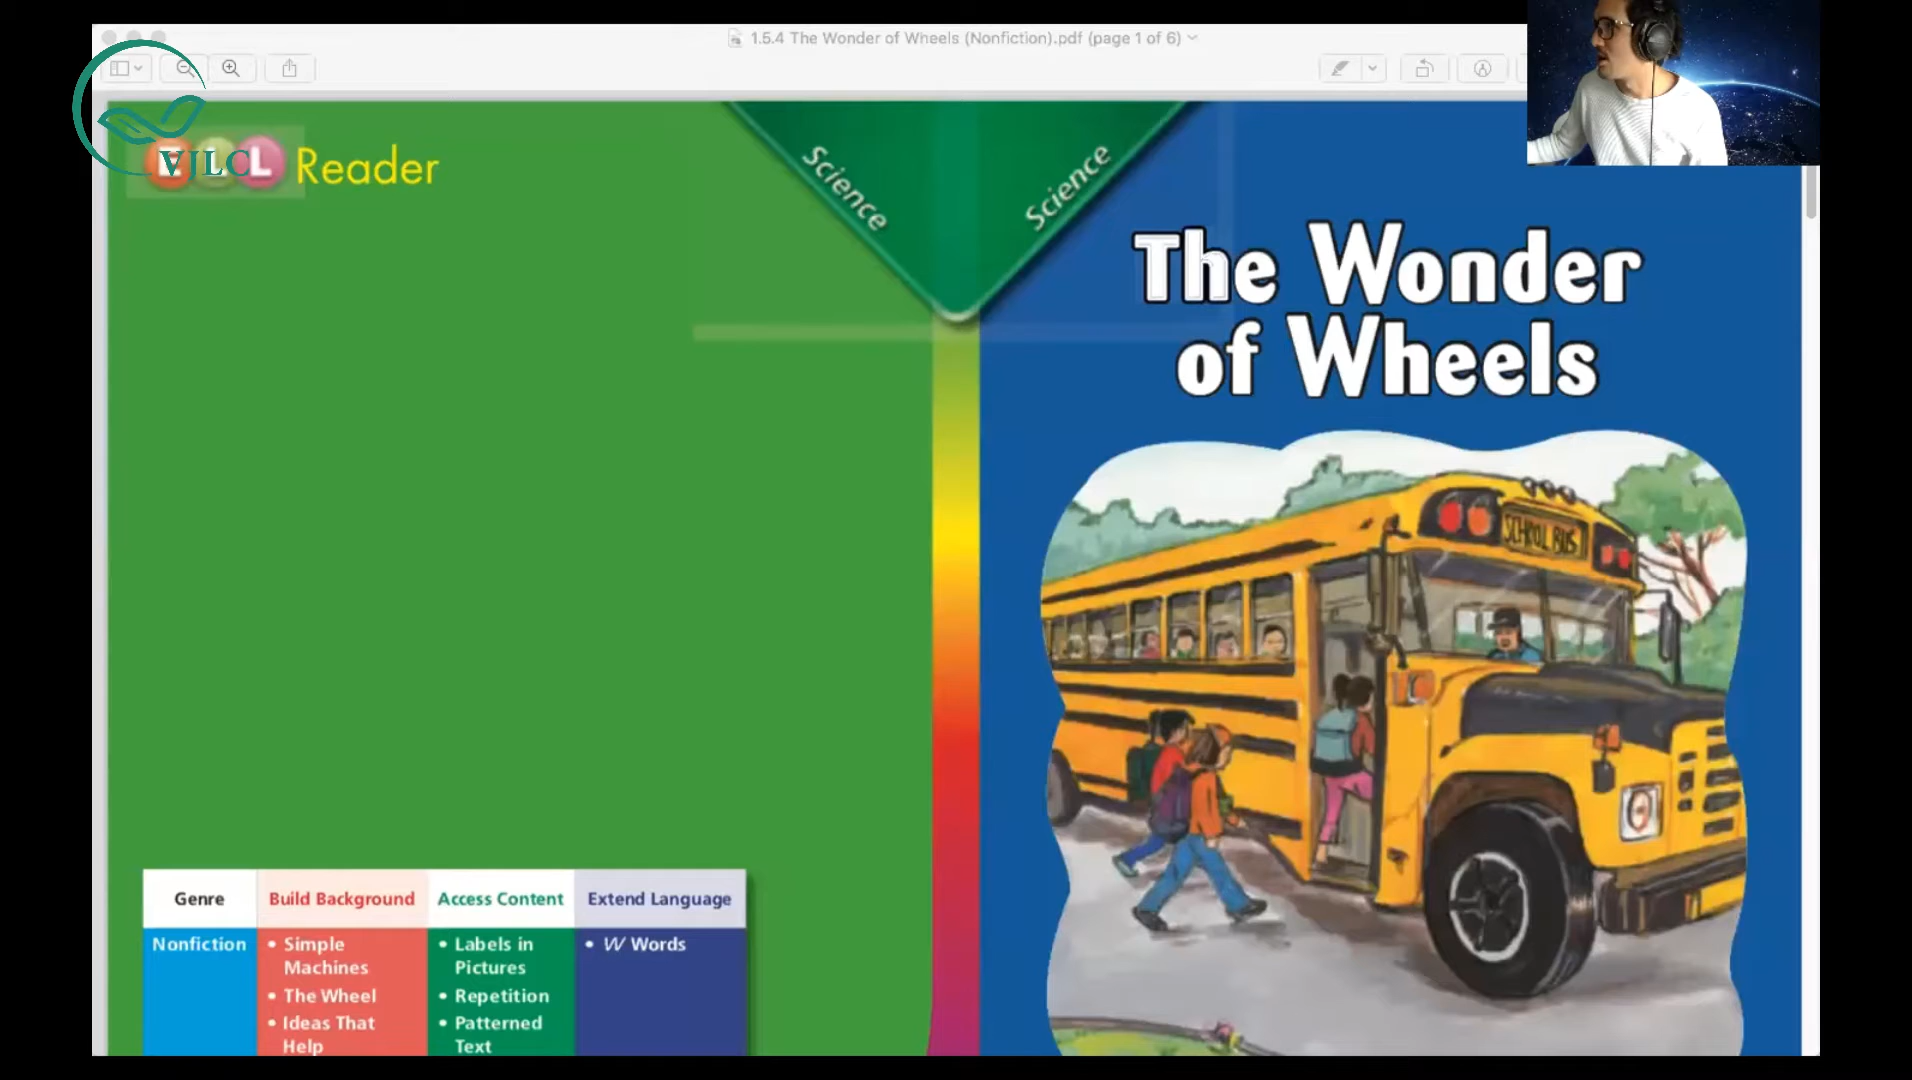 1.5.4 The Wonder of Wheels (Nonfiction).pdf (page 1 of 6)
VJLC
ELL Reader
Science
Science
The Wonder
of Wheels
SCHOOL BUS
Genre
Build Background
Access Content
Extend Language
Nonfiction
• Simple
Machines
• The Wheel
• Ideas That
Help
• Labels in
Pictures
• Repetition
• Patterned
Text
• W Words